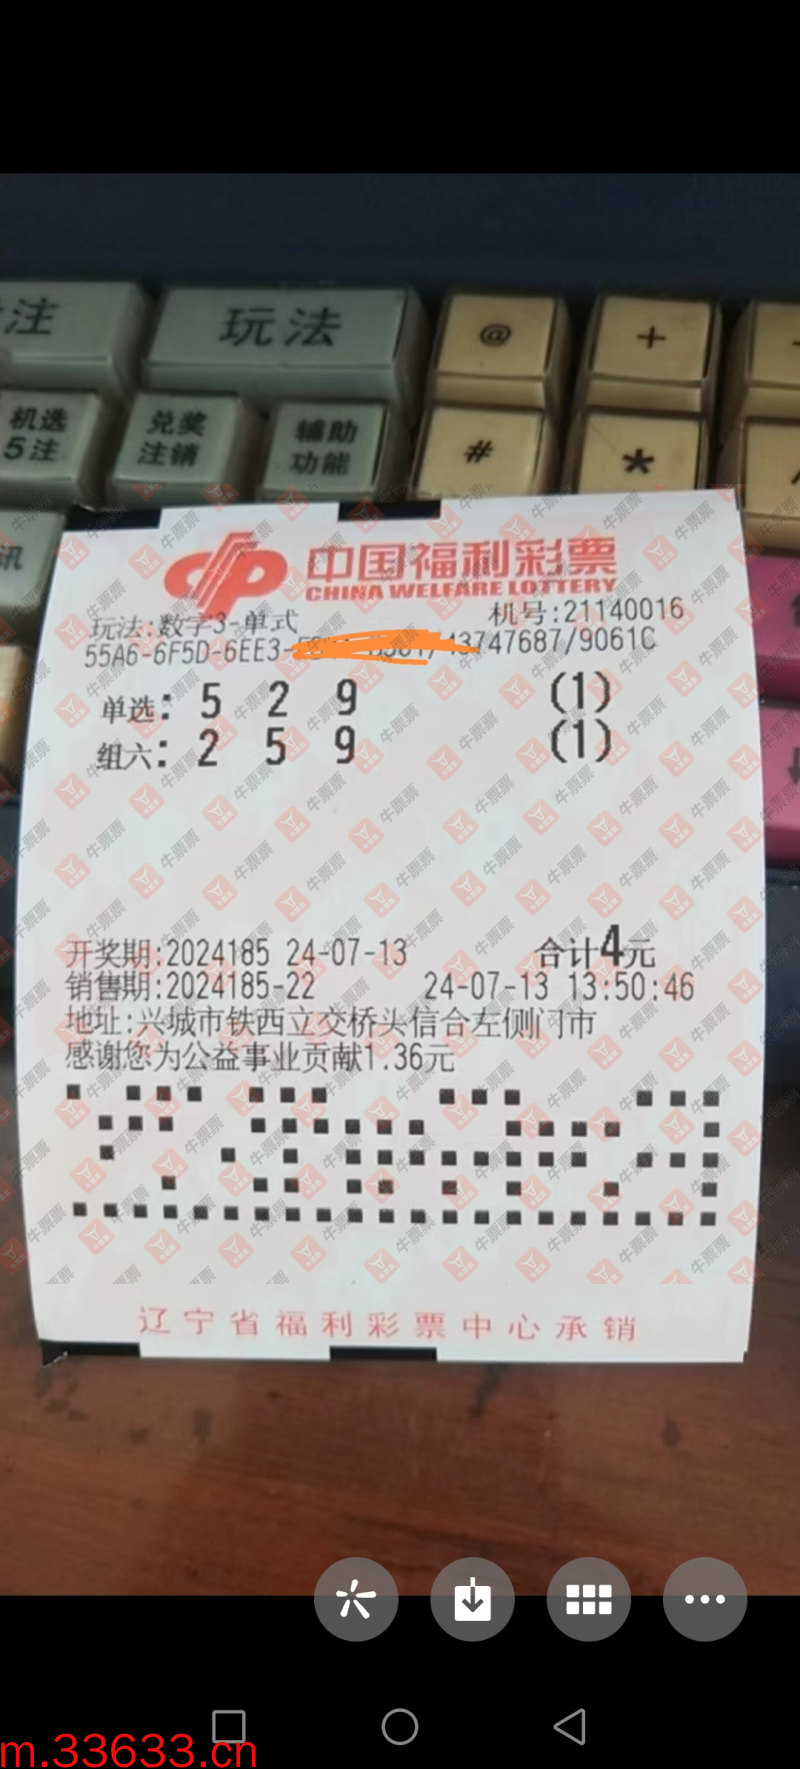 注
玩法
@
+
机选
5注
兑奖
注销
辅助
功能
#
*
讯
中国福利彩票
CHINA WELFARE LOTTERY
玩法:数字3-单式
机号:21140016
55A6-6F5D-6EE3-
47687/9061C
单选: 5 2 9 (1)
组六: 2 5 9 (1)
开奖期:2024185 24-07-13 合计4元
销售期:2024185-22 24-07-13 13:50:46
地址:兴城市铁西立交桥头信合左侧门市
感谢您为公益事业贡献1.36元
辽宁省福利彩票中心承销
牛票票
m.33633.cn